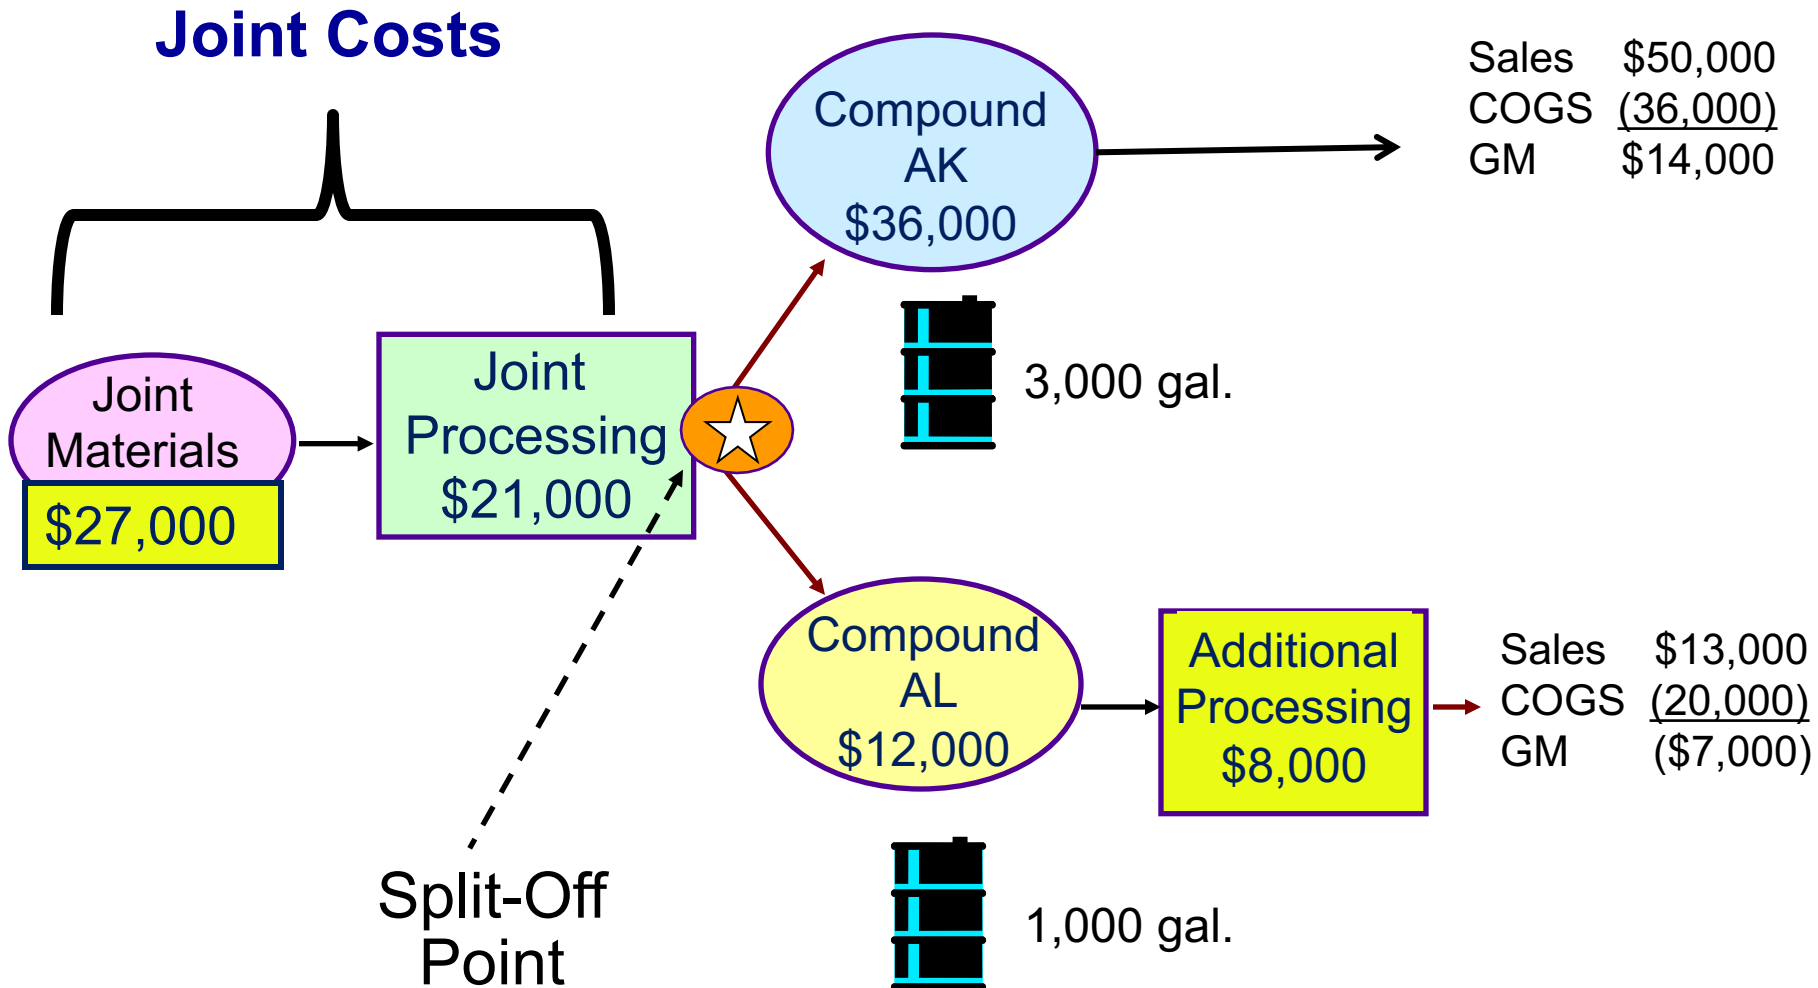 Joint Costs
Joint
Materials
$27,000
Joint
Processing
$21,000
Split-Off
Point
Compound
AK
$36,000
3,000 gal.
Sales $50,000
COGS (36,000)
GM $14,000
Compound
AL
$12,000
1,000 gal.
Additional
Processing
$8,000
Sales $13,000
COGS (20,000)
GM ($7,000)